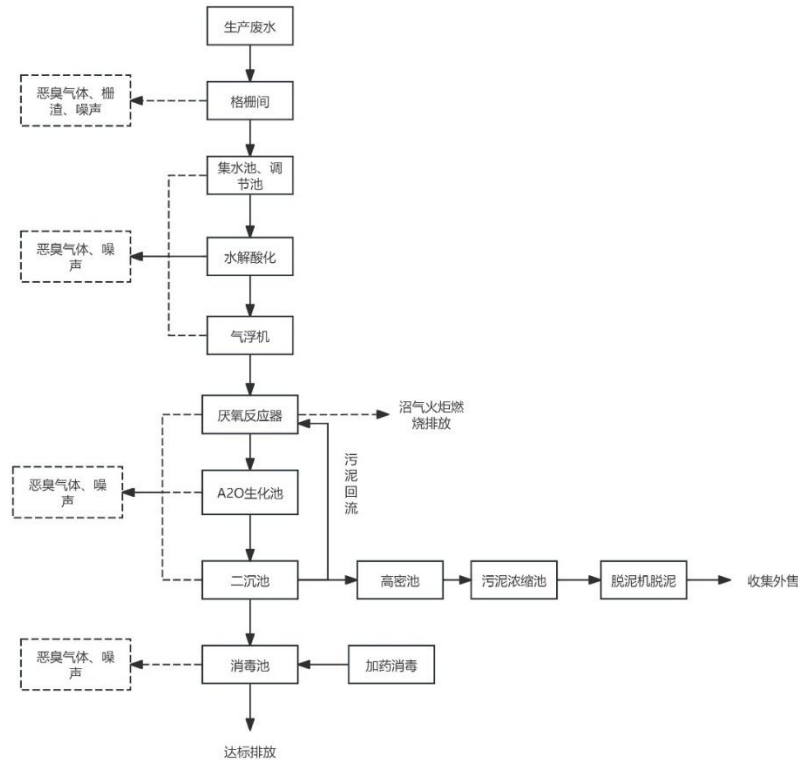 生产废水
恶臭气体、栅
渣、噪声
格栅间
集水池、调
节池
恶臭气体、噪
声
水解酸化
气浮机
厌氧反应器
沼气火炬燃
烧排放
污
泥
回
流
恶臭气体、噪
声
A2O生化池
二沉池
高密池
污泥浓缩池
脱泥机脱泥
收集外售
恶臭气体、噪
声
消毒池
加药消毒
达标排放